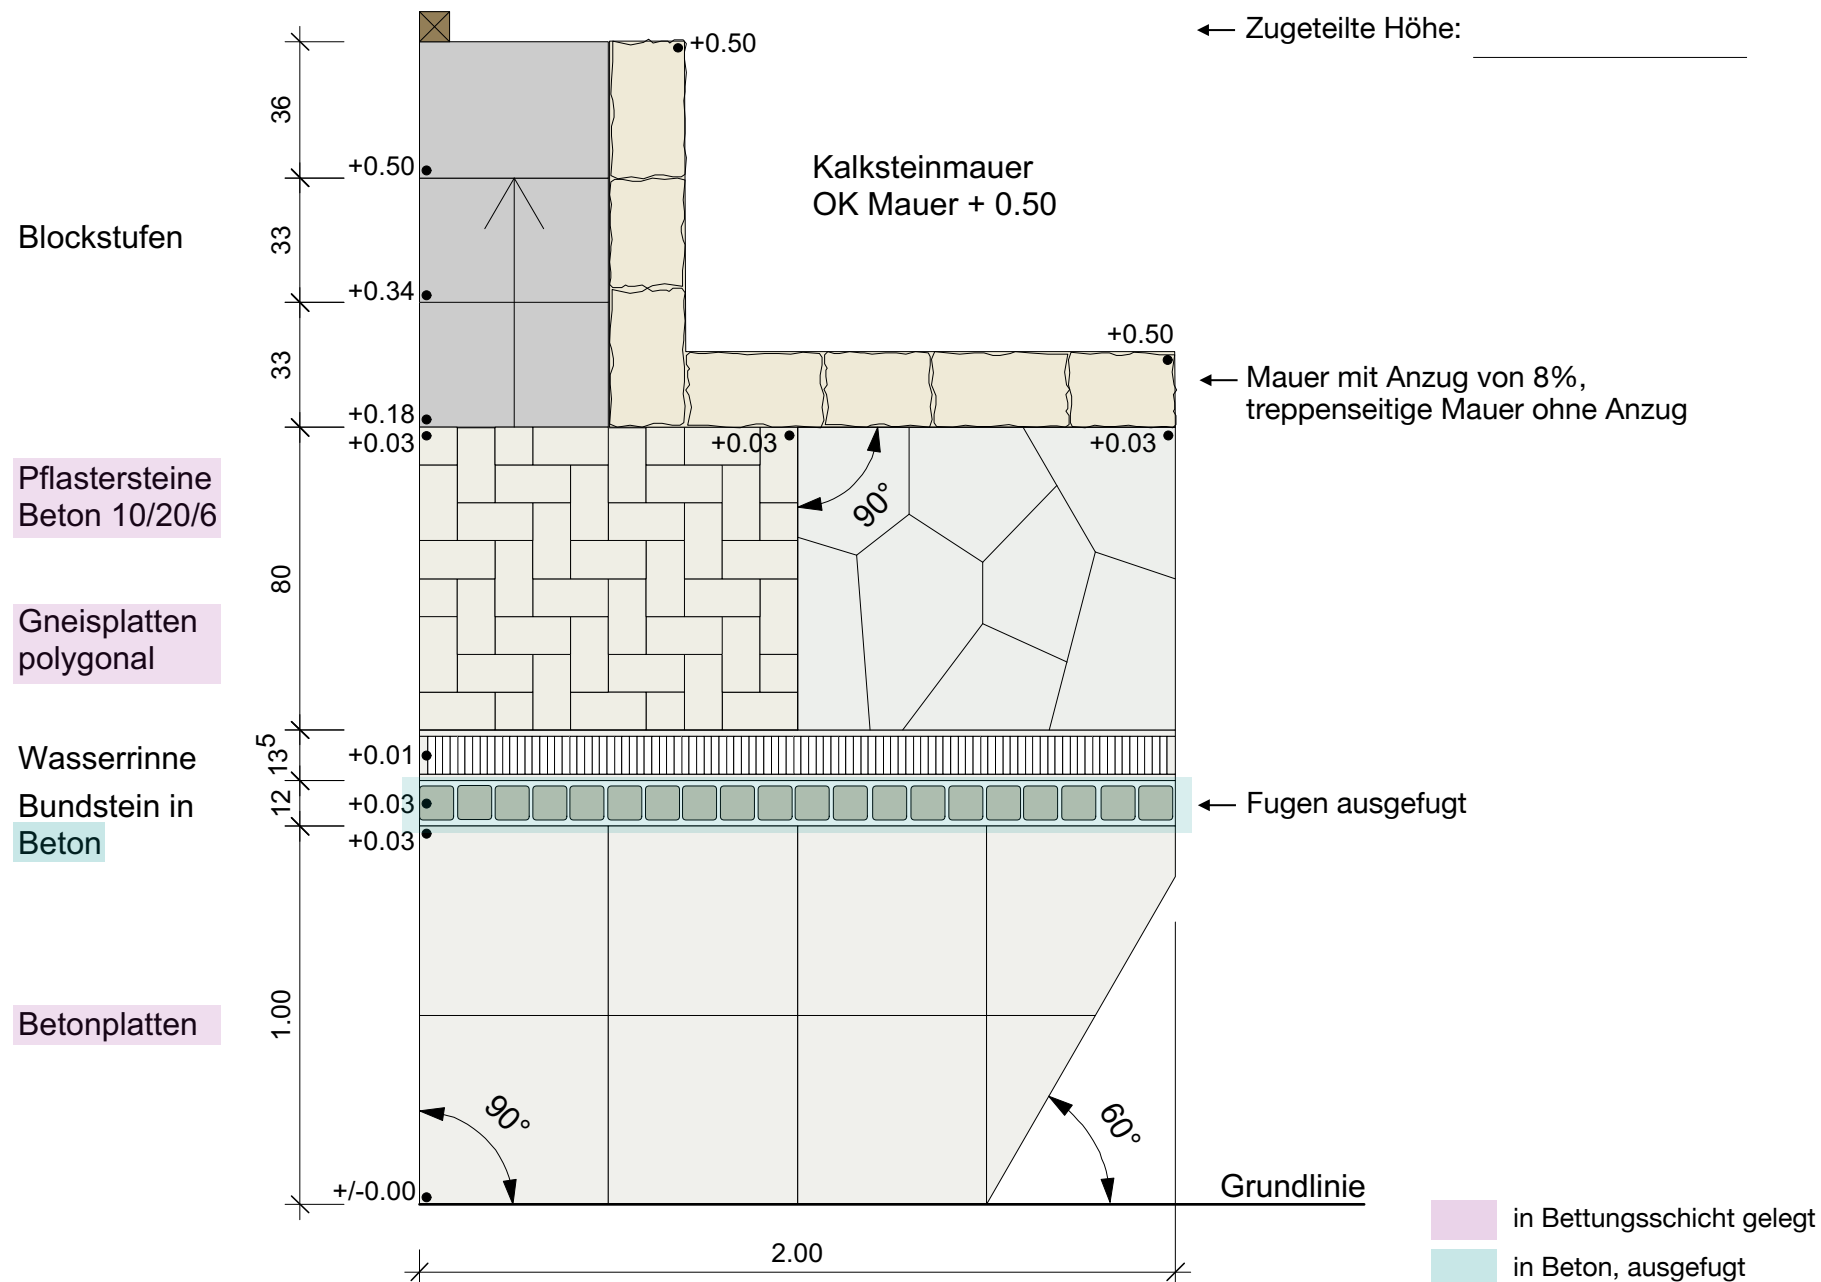 Zugeteilte Höhe:
+0.50
36
+0.50
Kalksteinmauer
OK Mauer + 0.50
Blockstufen
33
+0.34
+0.50
33
Mauer mit Anzug von 8%,
treppenseitige Mauer ohne Anzug
+0.18
+0.03
+0.03
+0.03
Pflastersteine
Beton 10/20/6
90°
80
Gneisplatten
polygonal
Wasserrinne
13⁵
+0.01
Bundstein in
Beton
12
+0.03
Fugen ausgefugt
+0.03
Betonplatten
1.00
90°
60°
+/-0.00
Grundlinie
in Bettungsschicht gelegt
2.00
in Beton, ausgefugt